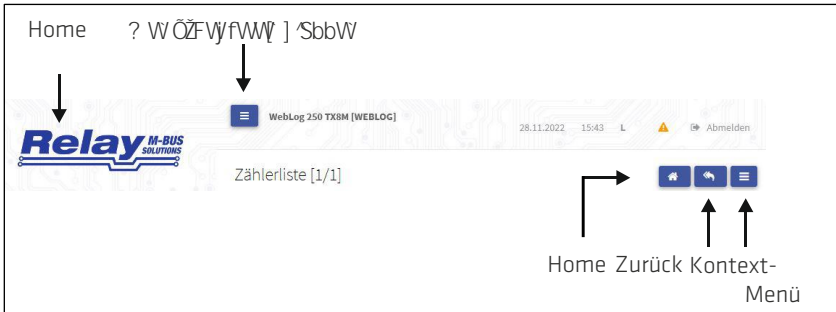 Home
Relay M-BUS SOLUTIONS
WebLog 250 TX8M [WEBLOG]
28.11.2022 15:43 L Abmelden
Zählerliste [1/1]
Home Zurück Kontext-
Menü